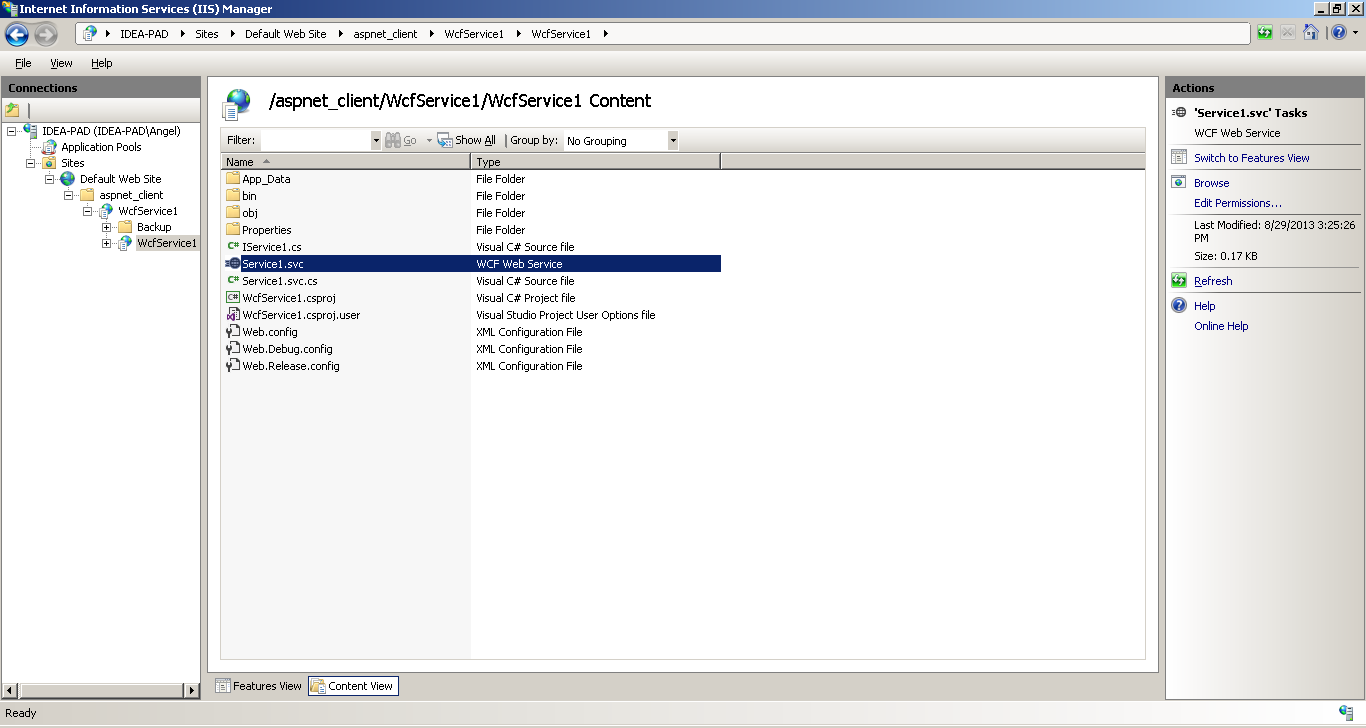 Internet Information Services (IIS) Manager
IDEA-PAD Sites Default Web Site aspnet_client WcfService1 WcfService1
File View Help
Connections
IDEA-PAD (IDEA-PAD\Angel)
Application Pools
Sites
Default Web Site
aspnet_client
WcfService1
Backup
WcfService1
/aspnet_client/WcfService1/WcfService1 Content
Filter: Go Show All Group by: No Grouping
Name Type
App_Data File Folder
bin File Folder
obj File Folder
Properties File Folder
IService1.cs Visual C# Source file
Service1.svc WCF Web Service
Service1.svc.cs Visual C# Source file
WcfService1.csproj Visual C# Project file
WcfService1.csproj.user Visual Studio Project User Options file
Web.config XML Configuration File
Web.Debug.config XML Configuration File
Web.Release.config XML Configuration File
Features View Content View
Actions
'Service1.svc' Tasks
WCF Web Service
Switch to Features View
Browse
Edit Permissions...
Last Modified: 8/29/2013 3:25:26
PM
Size: 0.17 KB
Refresh
Help
Online Help
Ready